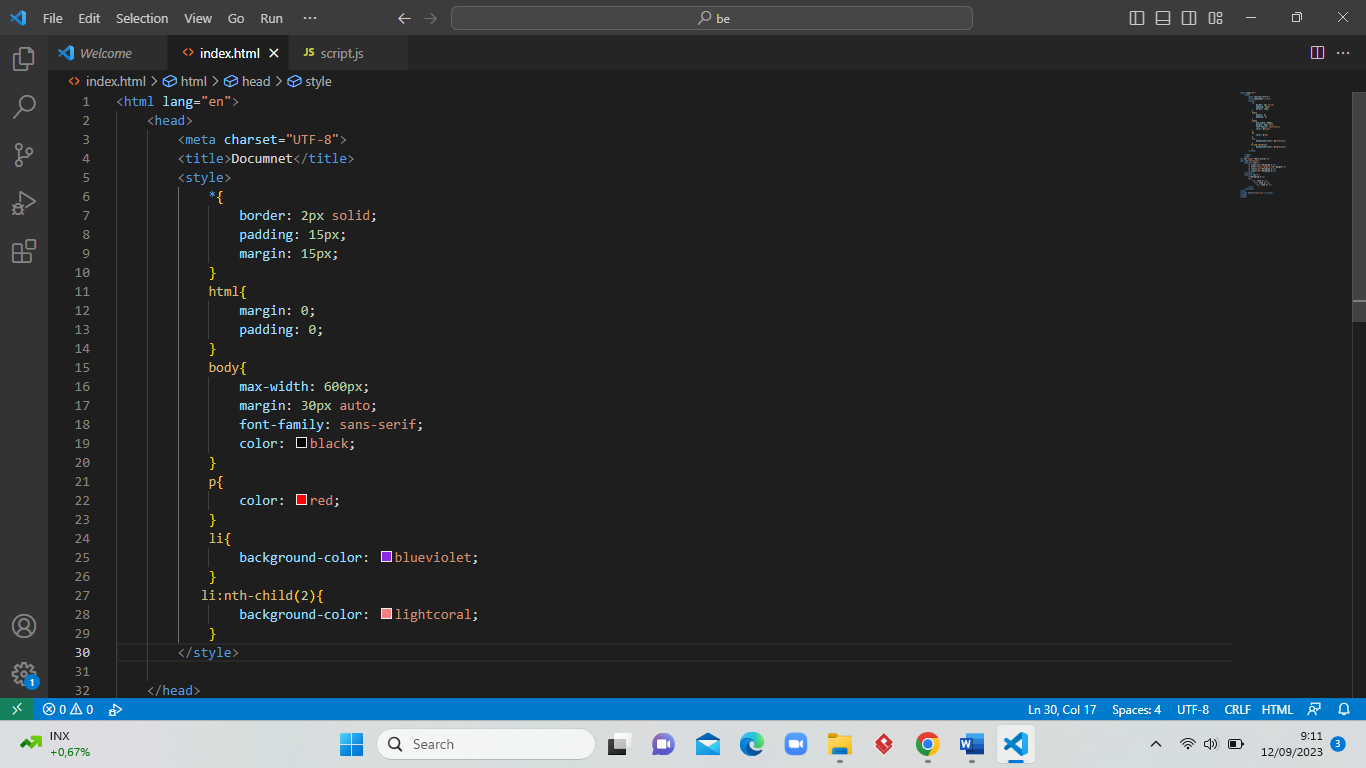 File Edit Selection View Go Run ··· be
Welcome index.html JS script.js
index.html > html > head > style
1 <html lang="en">
2 <head>
3 <meta charset="UTF-8">
4 <title>Documnet</title>
5 <style>
6 *{
7 border: 2px solid;
8 padding: 15px;
9 margin: 15px;
10 }
11 html{
12 margin: 0;
13 padding: 0;
14 }
15 body{
16 max-width: 600px;
17 margin: 30px auto;
18 font-family: sans-serif;
19 color: black;
20 }
21 p{
22 color: red;
23 }
24 li{
25 background-color: blueviolet;
26 }
27 li:nth-child(2){
28 background-color: lightcoral;
29 }
30 </style>
31
32 </head>
1
0 0 Ln 30, Col 17 Spaces: 4 UTF-8 CRLF HTML
INX
+0,67%
Search
9:11
12/09/2023 3